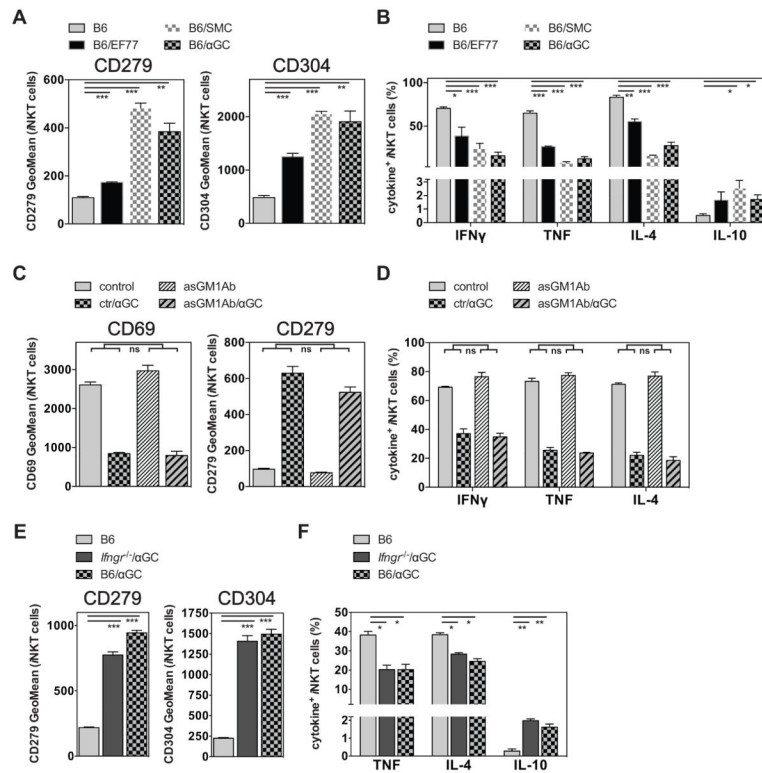 A
B6
B6/SMC
B6/EF77
B6/αGC
CD279
CD279 GeoMean (iNKT cells)
600
400
200
0
***
***
**
CD304
CD304 GeoMean (iNKT cells)
2000
1000
0
***
***
**
B
B6
B6/SMC
B6/EF77
B6/αGC
cytokine+ iNKT cells (%)
100
50
3
2
1
0
* *** ***
*** *** ***
** *** ***
* *
IFNγ TNF IL-4 IL-10
C
control
asGM1Ab
ctr/αGC
asGM1Ab/αGC
CD69
CD69 GeoMean (iNKT cells)
3000
2000
1000
0
ns
CD279
CD279 GeoMean (iNKT cells)
800
600
400
200
0
ns
D
control
asGM1Ab
ctr/αGC
asGM1Ab/αGC
cytokine+ iNKT cells (%)
100
80
60
40
20
0
ns ns ns
IFNγ TNF IL-4
E
B6
Ifngr-/-/αGC
B6/αGC
CD279
CD279 GeoMean (iNKT cells)
1000
500
0
***
***
CD304
CD304 GeoMean (iNKT cells)
1750
1500
1250
1000
750
500
250
0
***
***
F
B6
Ifngr-/-/αGC
B6/αGC
cytokine+ iNKT cells (%)
50
40
30
20
10
2
1
0
* *
* *
** **
TNF IL-4 IL-10